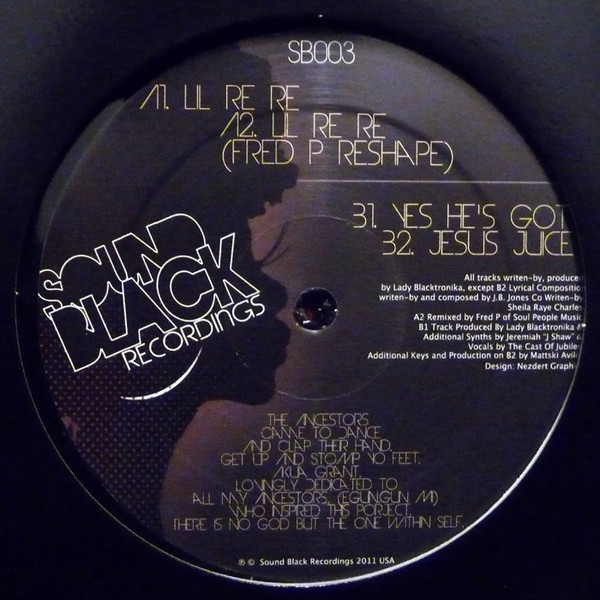 SB003
A1. LIL RE RE
A2. LIL RE RE
(FRED P RESHAPE)
B1. YES HE'S GOT
B2. JESUS JUICE
SOUND
BLACK
RECORDINGS
All tracks writen-by, produced
by Lady Blacktronika, except B2 Lyrical Composition
writen-by and composed by J.B. Jones Co Writen-by
Sheila Raye Charles
A2 Remixed by Fred P of Soul People Music
B1 Track Produced By Lady Blacktronika &
Additional Synths by Jeremiah "J Shaw"
Vocals by The Cast Of Jubilee
Additional Keys and Production on B2 by Mattski
Design: Nezdert
THE ANCESTORS
CAME TO DANCE
AND CLAP THEIR HAND.
GET UP AND STOMP YO FEET.
AKUA GRANT.
LOVINGLY DEDICATED TO
ALL MY ANCESTORS, (EGUNGUN MI)
WHO INSPIRED THIS PORJECT.
THERE IS NO GOD BUT THE ONE WITHIN SELF.
℗ © Sound Black Recordings 2011 USA